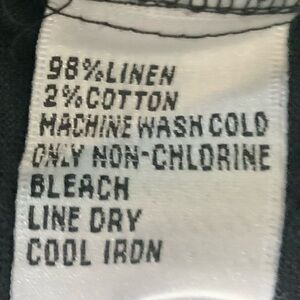 98%LINEN
2%COTTON
MACHINE WASH COLD
ONLY NON-CHLORINE
BLEACH
LINE DRY
COOL IRON